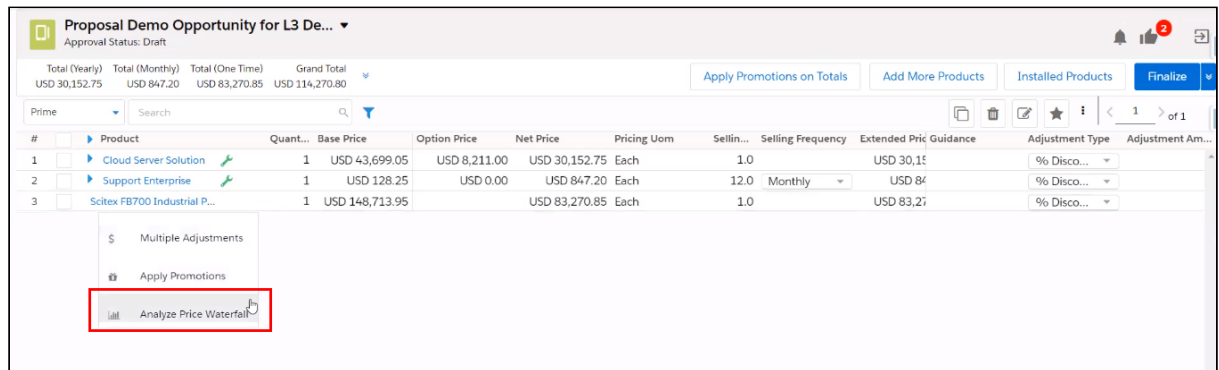 Proposal Demo Opportunity for L3 De...
Approval Status: Draft
2
Total (Yearly) Total (Monthly) Total (One Time) Grand Total
USD 30,152.75 USD 847.20 USD 83,270.85 USD 114,270.80
Apply Promotions on Totals Add More Products Installed Products Finalize
Prime Search 1 of 1
# Product Quant... Base Price Option Price Net Price Pricing Uom Sellin... Selling Frequency Extended Pric Guidance Adjustment Type Adjustment Am...
1 Cloud Server Solution 1 USD 43,699.05 USD 8,211.00 USD 30,152.75 Each 1.0 USD 30,15 % Disco...
2 Support Enterprise 1 USD 128.25 USD 0.00 USD 847.20 Each 12.0 Monthly USD 84 % Disco...
3 Scitex FB700 Industrial P... 1 USD 148,713.95 USD 83,270.85 Each 1.0 USD 83,27 % Disco...
$ Multiple Adjustments
Apply Promotions
Analyze Price Waterfall